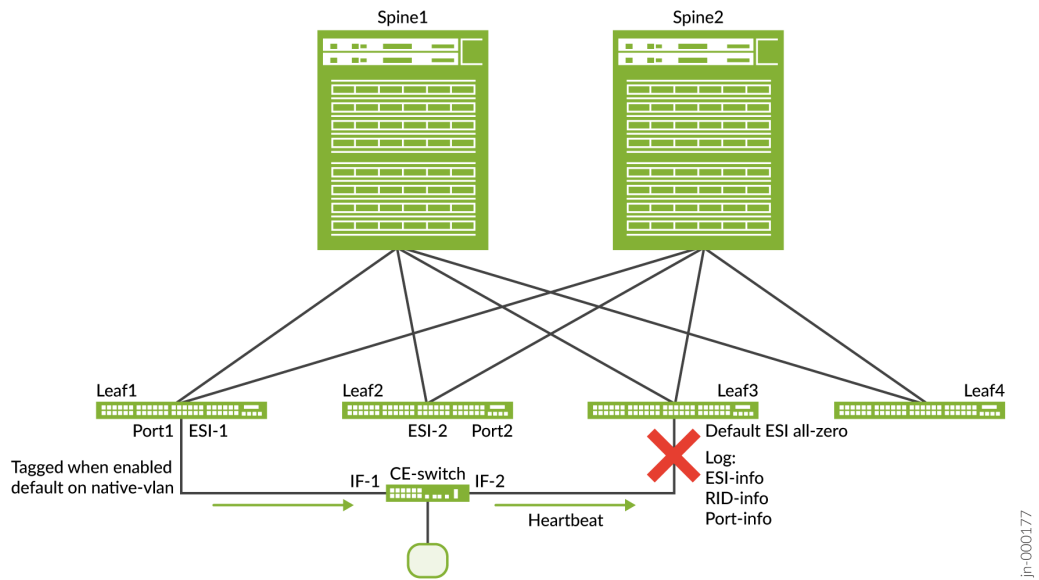 Spine1
Spine2
Leaf1
Leaf2
Leaf3
Leaf4
Port1
ESI-1
ESI-2
Port2
Default ESI all-zero
Log:
ESI-info
RID-info
Port-info
Tagged when enabled
default on native-vlan
IF-1
CE-switch
IF-2
Heartbeat
jn-000177